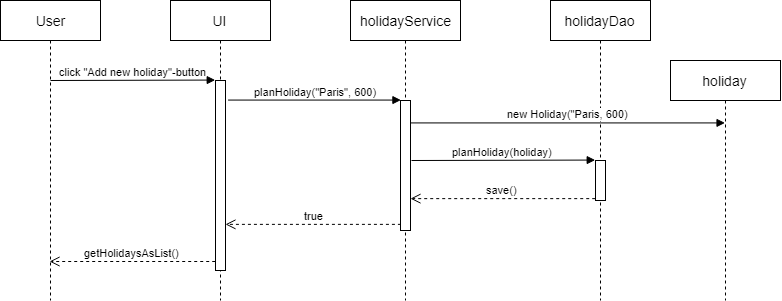 User
UI
holidayService
holidayDao
holiday
click "Add new holiday"-button
planHoliday("Paris", 600)
new Holiday("Paris, 600)
planHoliday(holiday)
save()
true
getHolidaysAsList()